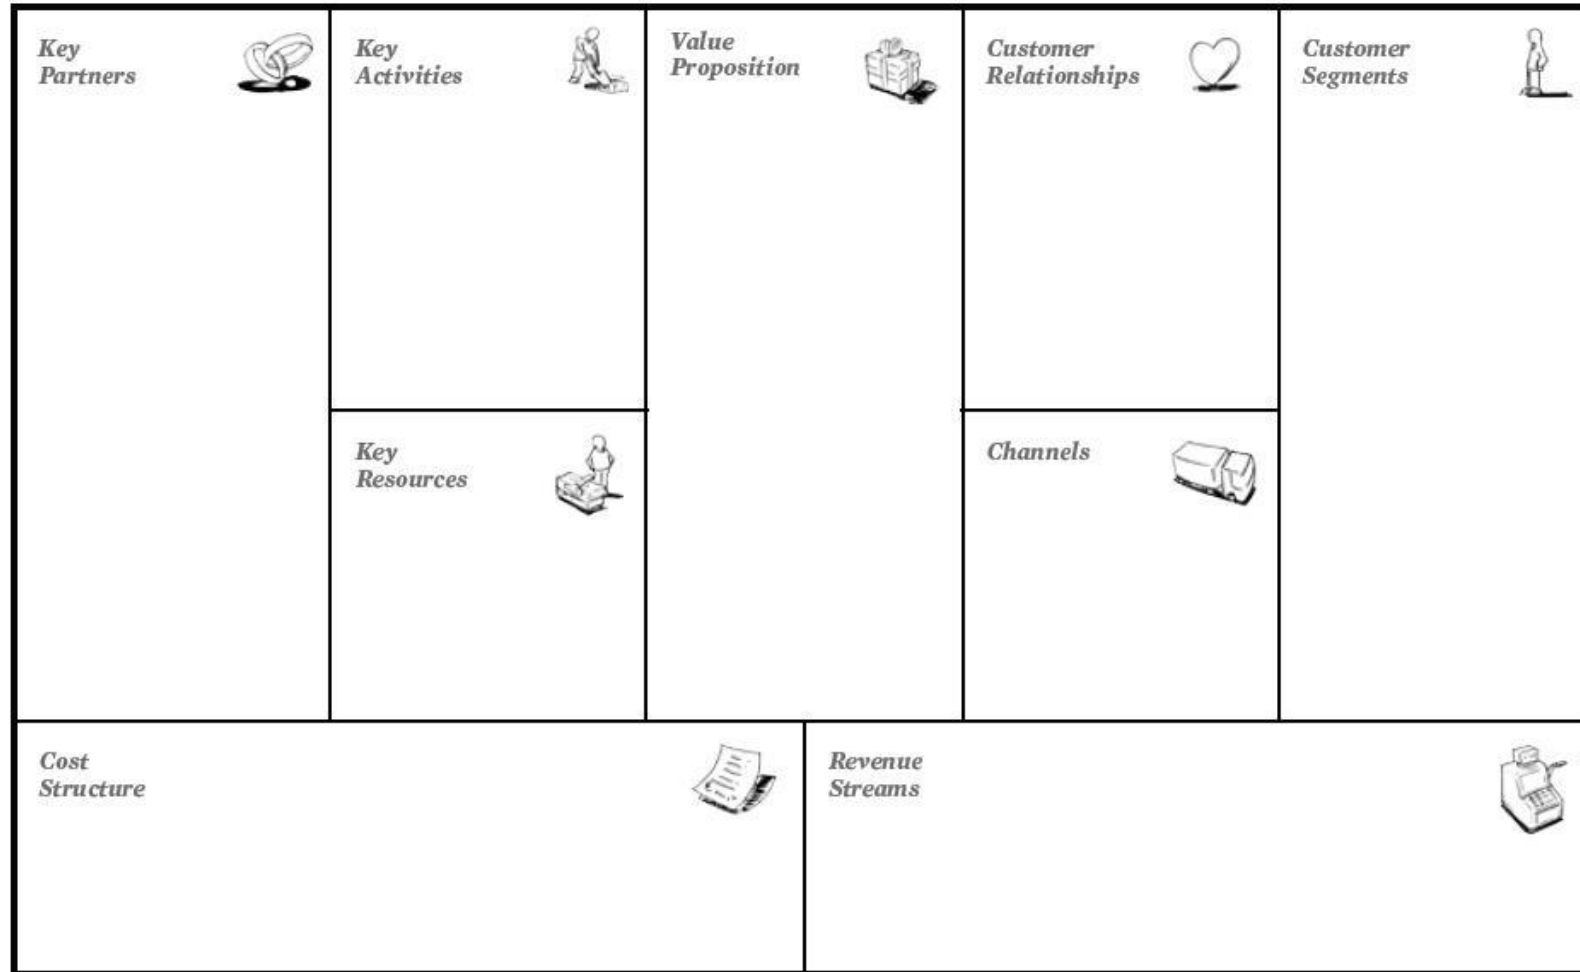 Key
Partners
Key
Activities
Value
Proposition
Customer
Relationships
Customer
Segments
Key
Resources
Channels
Cost
Structure
Revenue
Streams